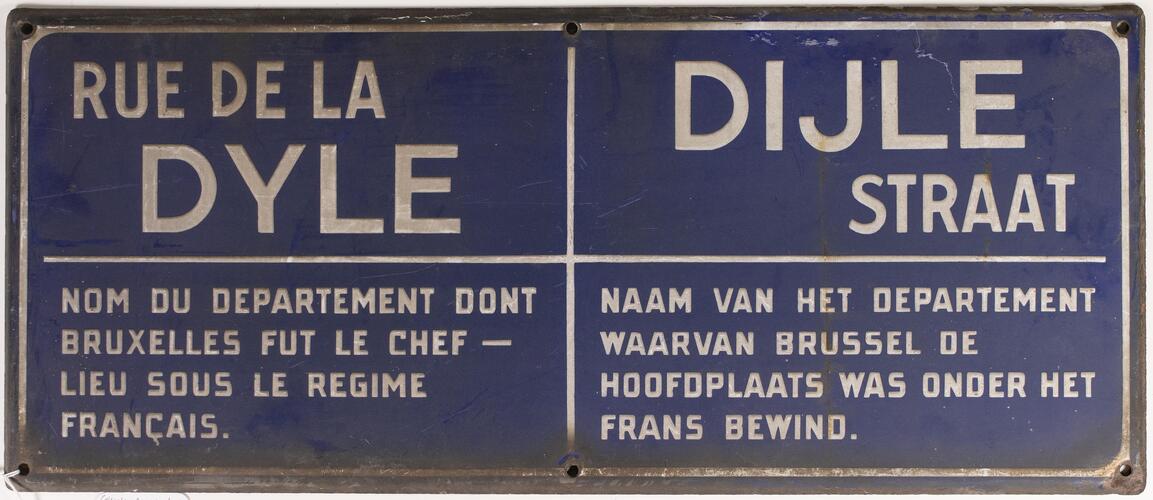 RUE DE LA
DYLE
NOM DU DEPARTEMENT DONT
BRUXELLES FUT LE CHEF —
LIEU SOUS LE REGIME
FRANÇAIS.
DIJLE
STRAAT
NAAM VAN HET DEPARTEMENT
WAARVAN BRUSSEL DE
HOOFDPLAATS WAS ONDER HET
FRANS BEWIND.